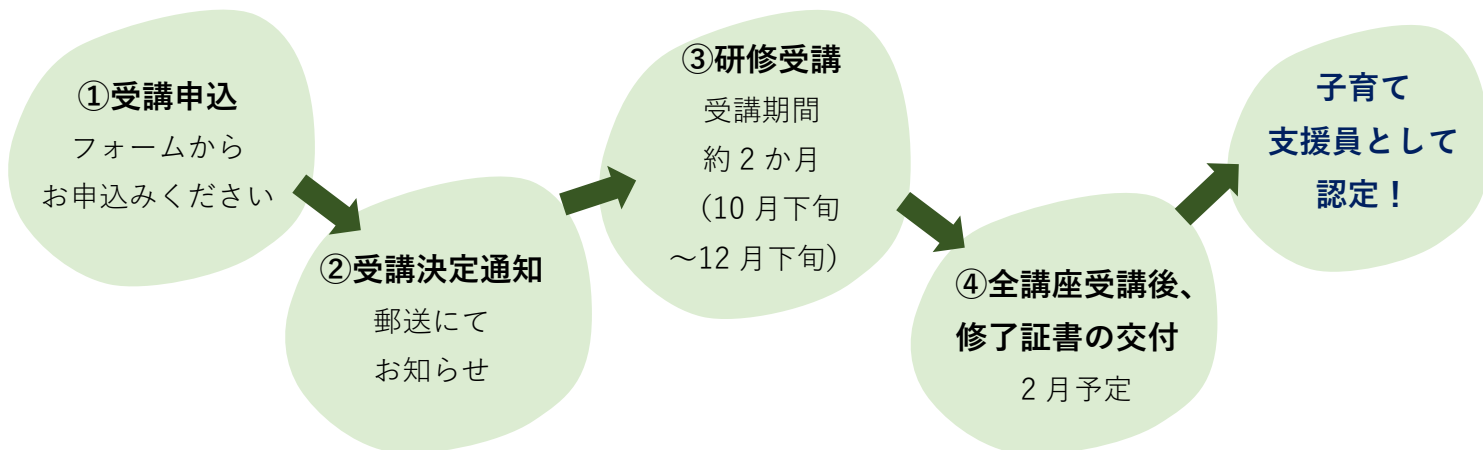 ①受講申込
フォームから
お申込みください
②受講決定通知
郵送にて
お知らせ
③研修受講
受講期間
約２か月
（10月下旬
～12月下旬）
④全講座受講後、
修了証書の交付
２月予定
子育て
支援員として
認定！